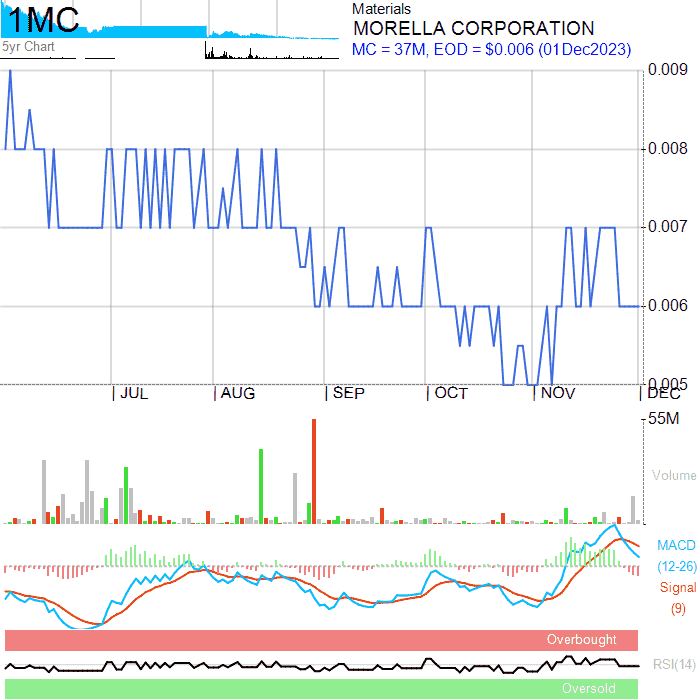 1MC
5yr Chart
Materials
MORELLA CORPORATION
MC = 37M, EOD = $0.006 (01Dec2023)
0.009
0.008
0.007
0.006
0.005
JUL
AUG
SEP
OCT
NOV
DEC
55M
Volume
MACD
(12-26)
Signal
(9)
Overbought
RSI(14)
Oversold